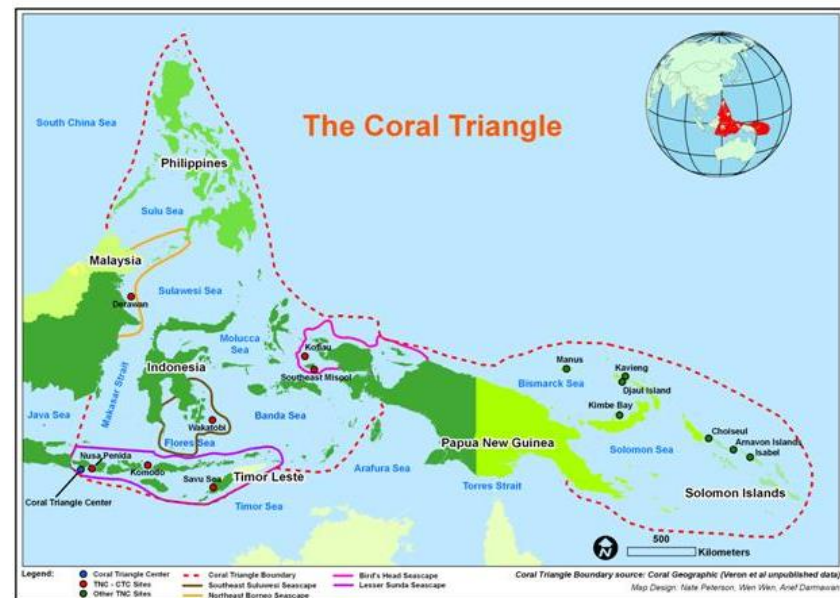 The Coral Triangle
South China Sea
Philippines
Sulu Sea
Malaysia
Sulawesi Sea
Derawan
Molucca
Sea
Kofiau
Southeast Misool
Makasar Strait
Indonesia
Java Sea
Wakatobi
Banda Sea
Flores Sea
Nusa Penida
Komodo
Savu Sea
Timor Leste
Coral Triangle Center
Timor Sea
Arafura Sea
Torres Strait
Papua New Guinea
Manus
Kavieng
Bismarck Sea
Djaul Island
Kimbe Bay
Choiseul
Arnavon Islands
Isabel
Solomon Sea
Solomon Islands
N
500
Kilometers
Legend:
Coral Triangle Center
TNC - CTC Sites
Other TNC Sites
Coral Triangle Boundary
Southeast Suluwesi Seascape
Northeast Borneo Seascape
Bird's Head Seascape
Lesser Sunda Seascape
Coral Triangle Boundary source: Coral Geographic (Veron et al unpublished data)
Map Design: Nate Peterson, Wen Wen, Arief Darmawan